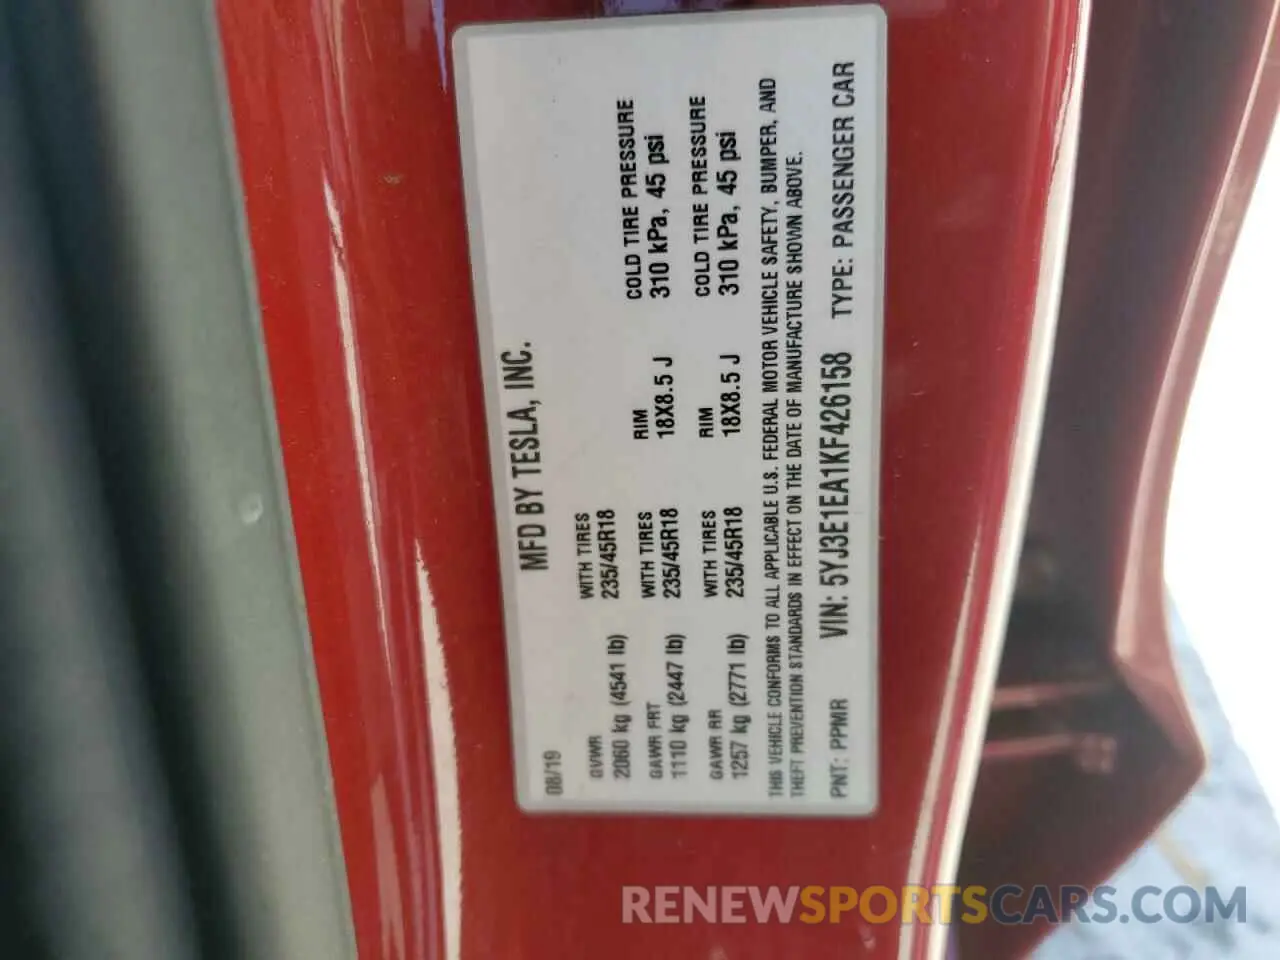 MFD BY TESLA, INC.
08/19
GVWR WITH TIRES
2060 kg (4541 lb) 235/45R18
GAWR FRT WITH TIRES RIM COLD TIRE PRESSURE
1110 kg (2447 lb) 235/45R18 18X8.5 J 310 kPa, 45 psi
GAWR RR WITH TIRES RIM COLD TIRE PRESSURE
1257 kg (2771 lb) 235/45R18 18X8.5 J 310 kPa, 45 psi
THIS VEHICLE CONFORMS TO ALL APPLICABLE U.S. FEDERAL MOTOR VEHICLE SAFETY, BUMPER, AND
THEFT PREVENTION STANDARDS IN EFFECT ON THE DATE OF MANUFACTURE SHOWN ABOVE.
PNT: PPMR VIN: 5YJ3E1EA1KF426158 TYPE: PASSENGER CAR
RENEWSPORTSCARS.COM